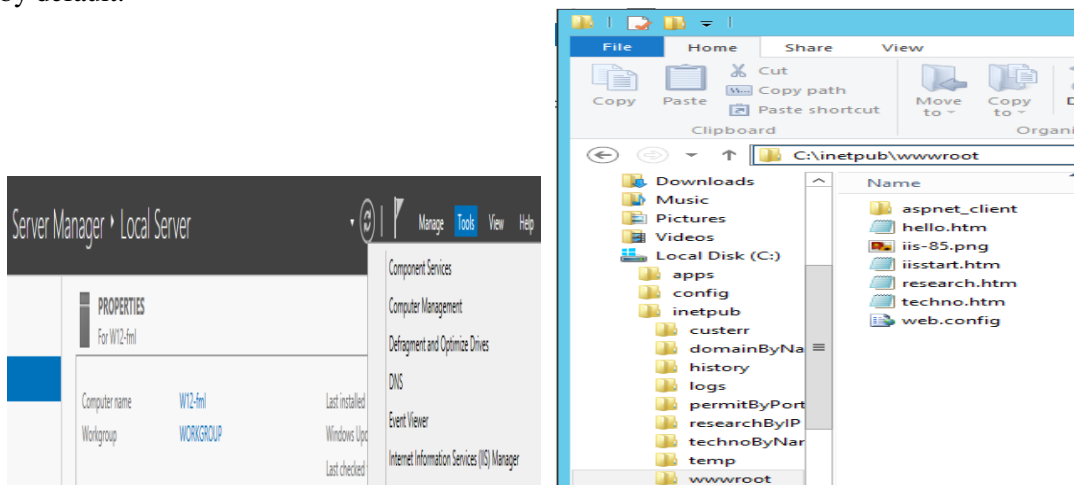 by default.
Server Manager ‣ Local Server
Manage Tools View Help
Component Services
Computer Management
Defragment and Optimize Drives
DNS
Event Viewer
Internet Information Services (IIS) Manager
PROPERTIES
For W12-fml
Computer name W12-fml Last installed
Workgroup WORKGROUP Windows Upd
Last checked
File Home Share View
Copy
Paste
Cut
Copy path
Paste shortcut
Move to
Copy to
Clipboard
Organi
C:\inetpub\wwwroot
Downloads
Music
Pictures
Videos
Local Disk (C:)
apps
config
inetpub
custerr
domainByNa
history
logs
permitByPort
researchByIP
technoByNar
temp
wwwroot
Name
aspnet_client
hello.htm
iis-85.png
iisstart.htm
research.htm
techno.htm
web.config